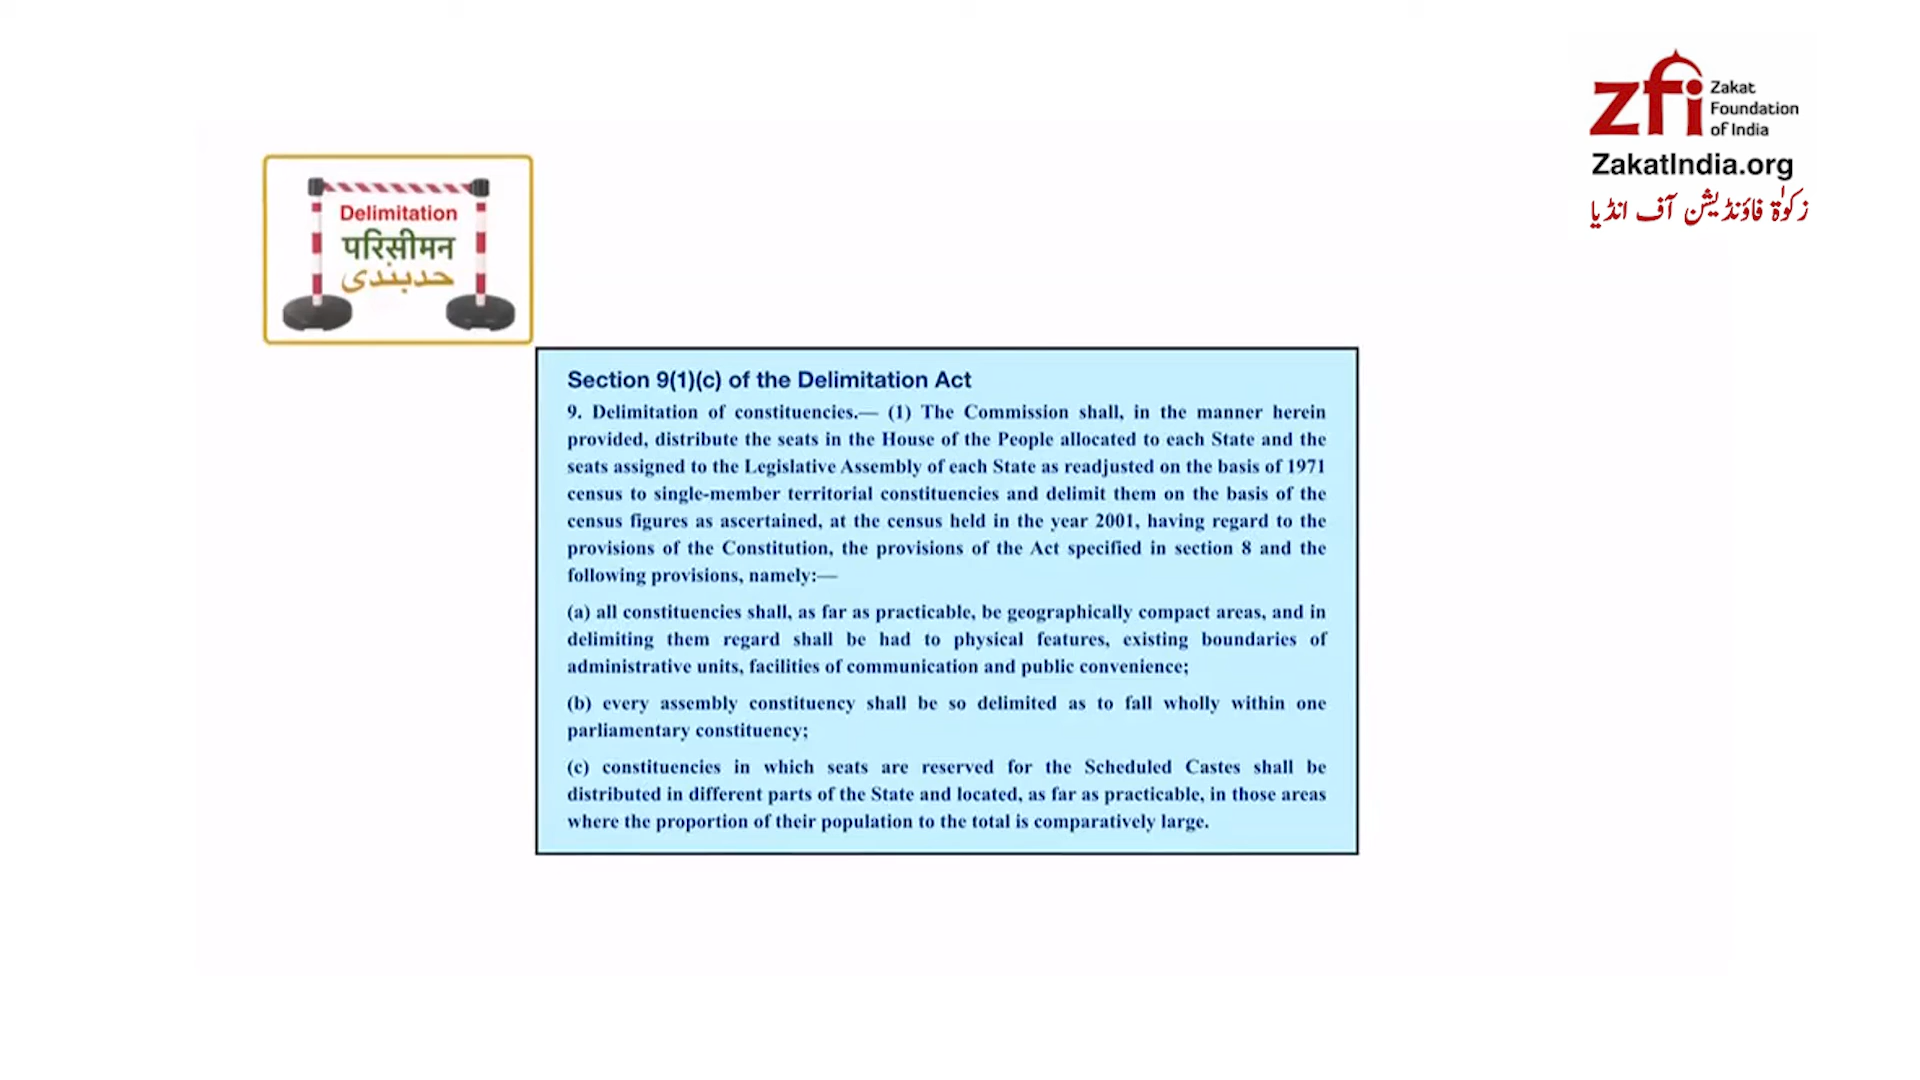 zfi Zakat
Foundation
of India
ZakatIndia.org
زکوٰۃ فاؤنڈیشن آف انڈیا
Delimitation
परिसीमन
حدبندی
Section 9(1)(c) of the Delimitation Act
9. Delimitation of constituencies.— (1) The Commission shall, in the manner herein
provided, distribute the seats in the House of the People allocated to each State and the
seats assigned to the Legislative Assembly of each State as readjusted on the basis of 1971
census to single-member territorial constituencies and delimit them on the basis of the
census figures as ascertained, at the census held in the year 2001, having regard to the
provisions of the Constitution, the provisions of the Act specified in section 8 and the
following provisions, namely:—
(a) all constituencies shall, as far as practicable, be geographically compact areas, and in
delimiting them regard shall be had to physical features, existing boundaries of
administrative units, facilities of communication and public convenience;
(b) every assembly constituency shall be so delimited as to fall wholly within one
parliamentary constituency;
(c) constituencies in which seats are reserved for the Scheduled Castes shall be
distributed in different parts of the State and located, as far as practicable, in those areas
where the proportion of their population to the total is comparatively large.